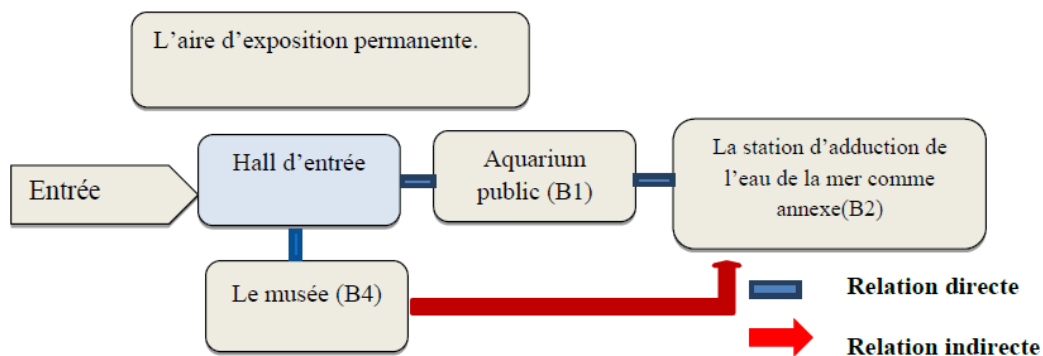 L’aire d’exposition permanente.
Entrée
Hall d’entrée
Aquarium
public (B1)
La station d’adduction de
l’eau de la mer comme
annexe(B2)
Le musée (B4)
Relation directe
Relation indirecte